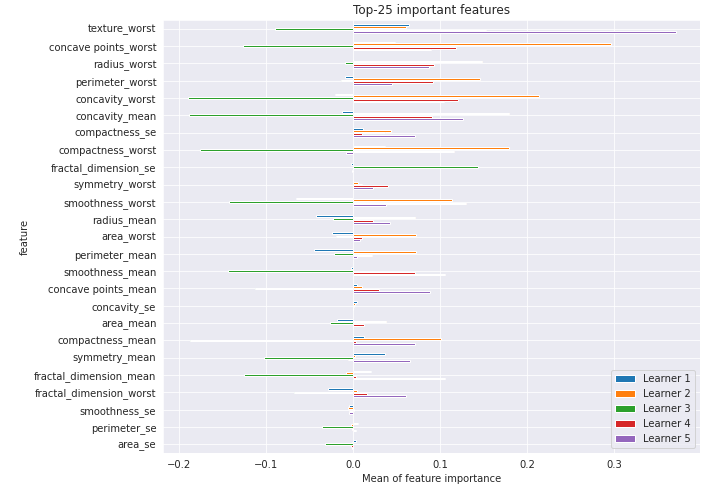 Top-25 important features
texture_worst
concave points_worst
radius_worst
perimeter_worst
concavity_worst
concavity_mean
compactness_se
compactness_worst
fractal_dimension_se
symmetry_worst
smoothness_worst
radius_mean
area_worst
perimeter_mean
smoothness_mean
concave points_mean
concavity_se
area_mean
compactness_mean
symmetry_mean
fractal_dimension_mean
fractal_dimension_worst
smoothness_se
perimeter_se
area_se
feature
Learner 1
Learner 2
Learner 3
Learner 4
Learner 5
−0.2 −0.1 0.0 0.1 0.2 0.3
Mean of feature importance